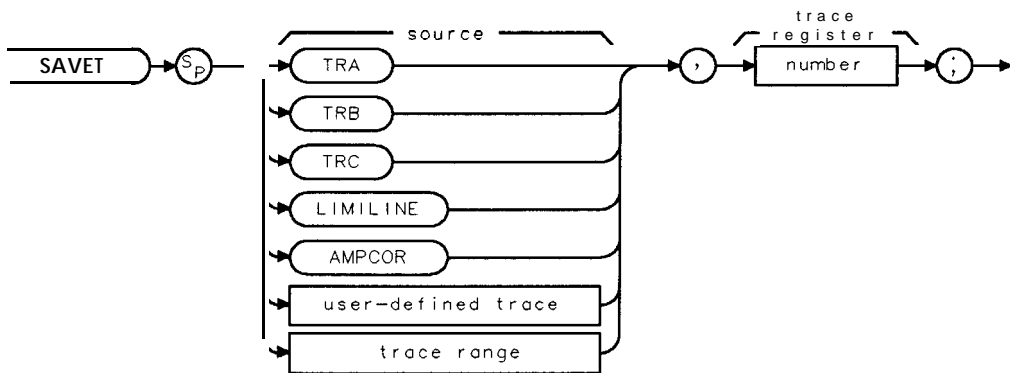 source
trace
register
SAVET
SP
TRA
,
number
;
TRB
TRC
LIMILINE
AMPCOR
user-defined trace
trace range